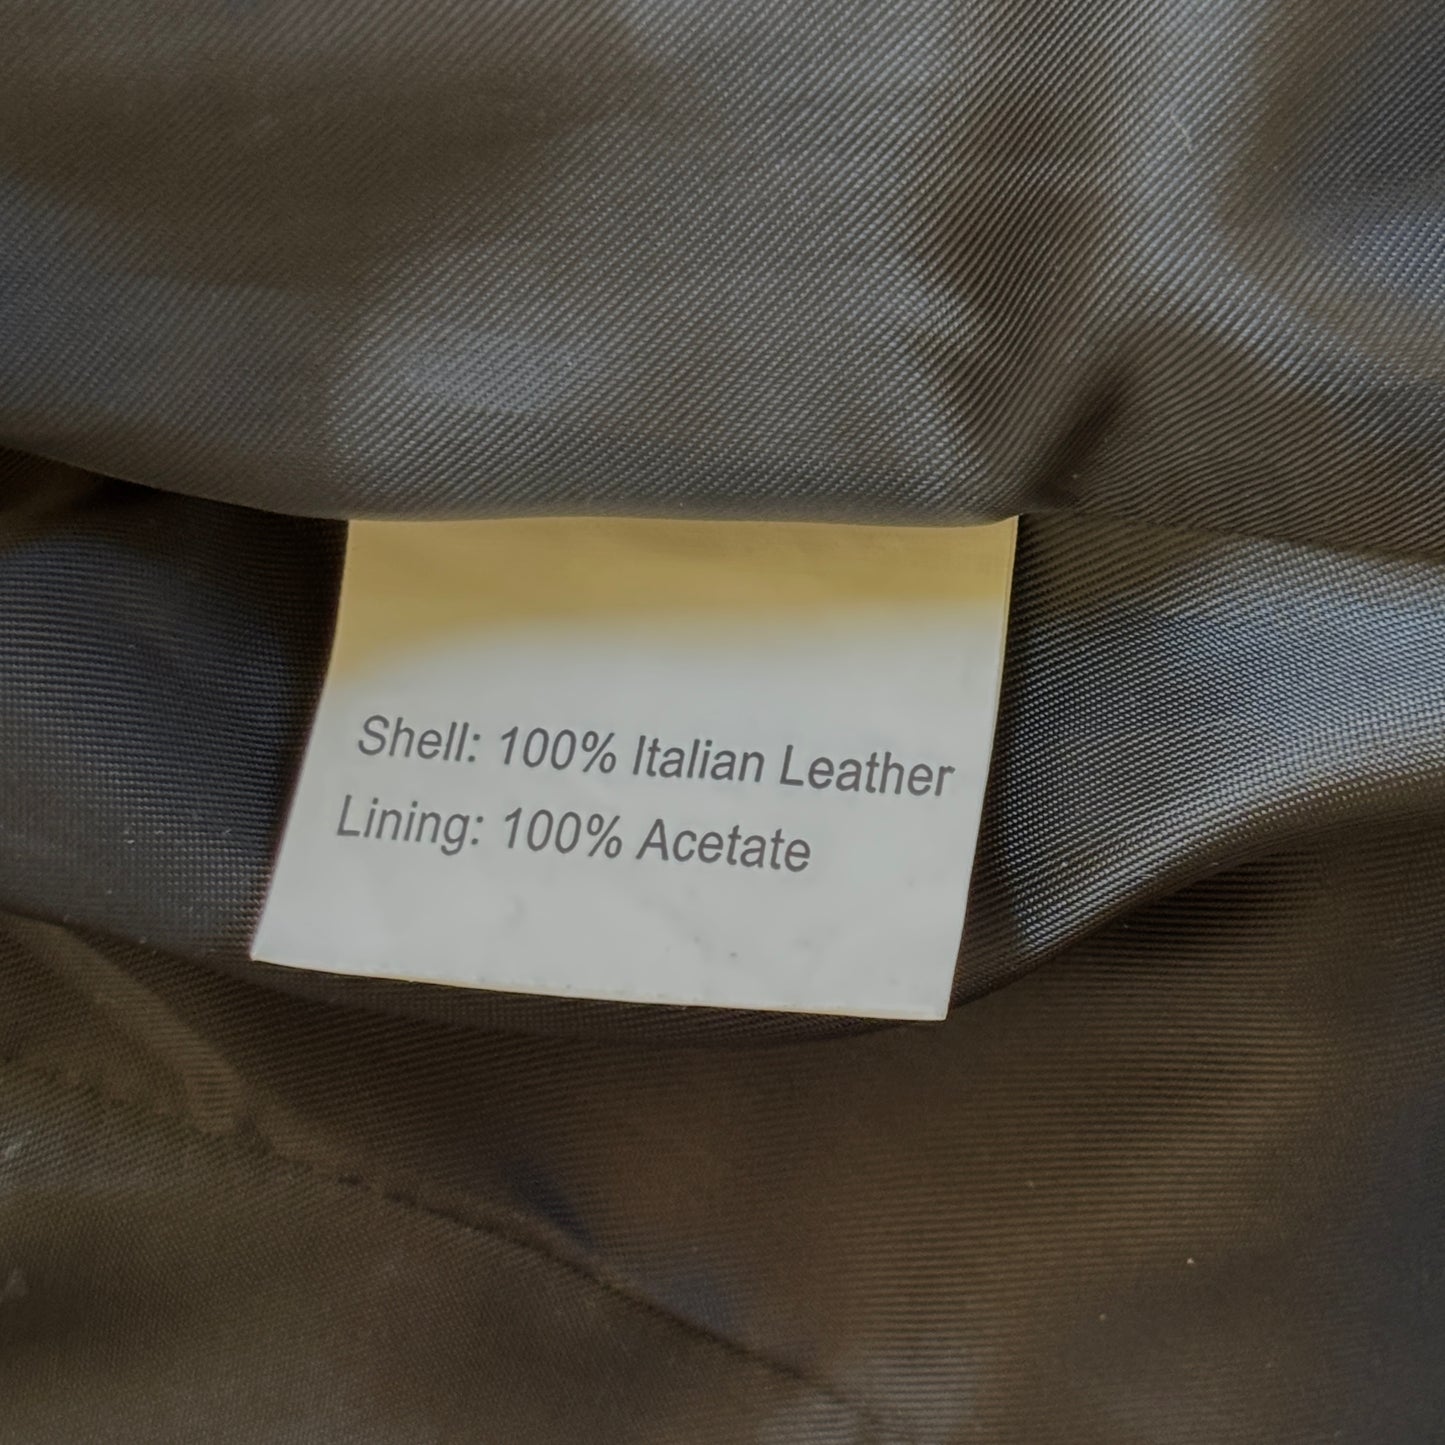 Shell: 100% Italian Leather
Lining: 100% Acetate